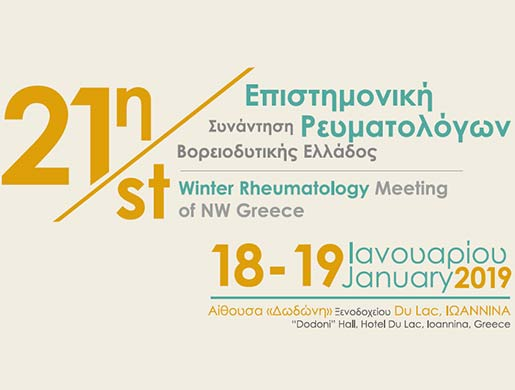 21η
/st
Επιστημονική
Συνάντηση Ρευματολόγων
Βορειοδυτικής Ελλάδος
Winter Rheumatology Meeting
of NW Greece
18-19 Ιανουαρίου
January 2019
Αίθουσα «Δωδώνη» Ξενοδοχείου Du Lac, ΙΩΑΝΝΙΝΑ
"Dodoni" Hall, Hotel Du Lac, Ioannina, Greece